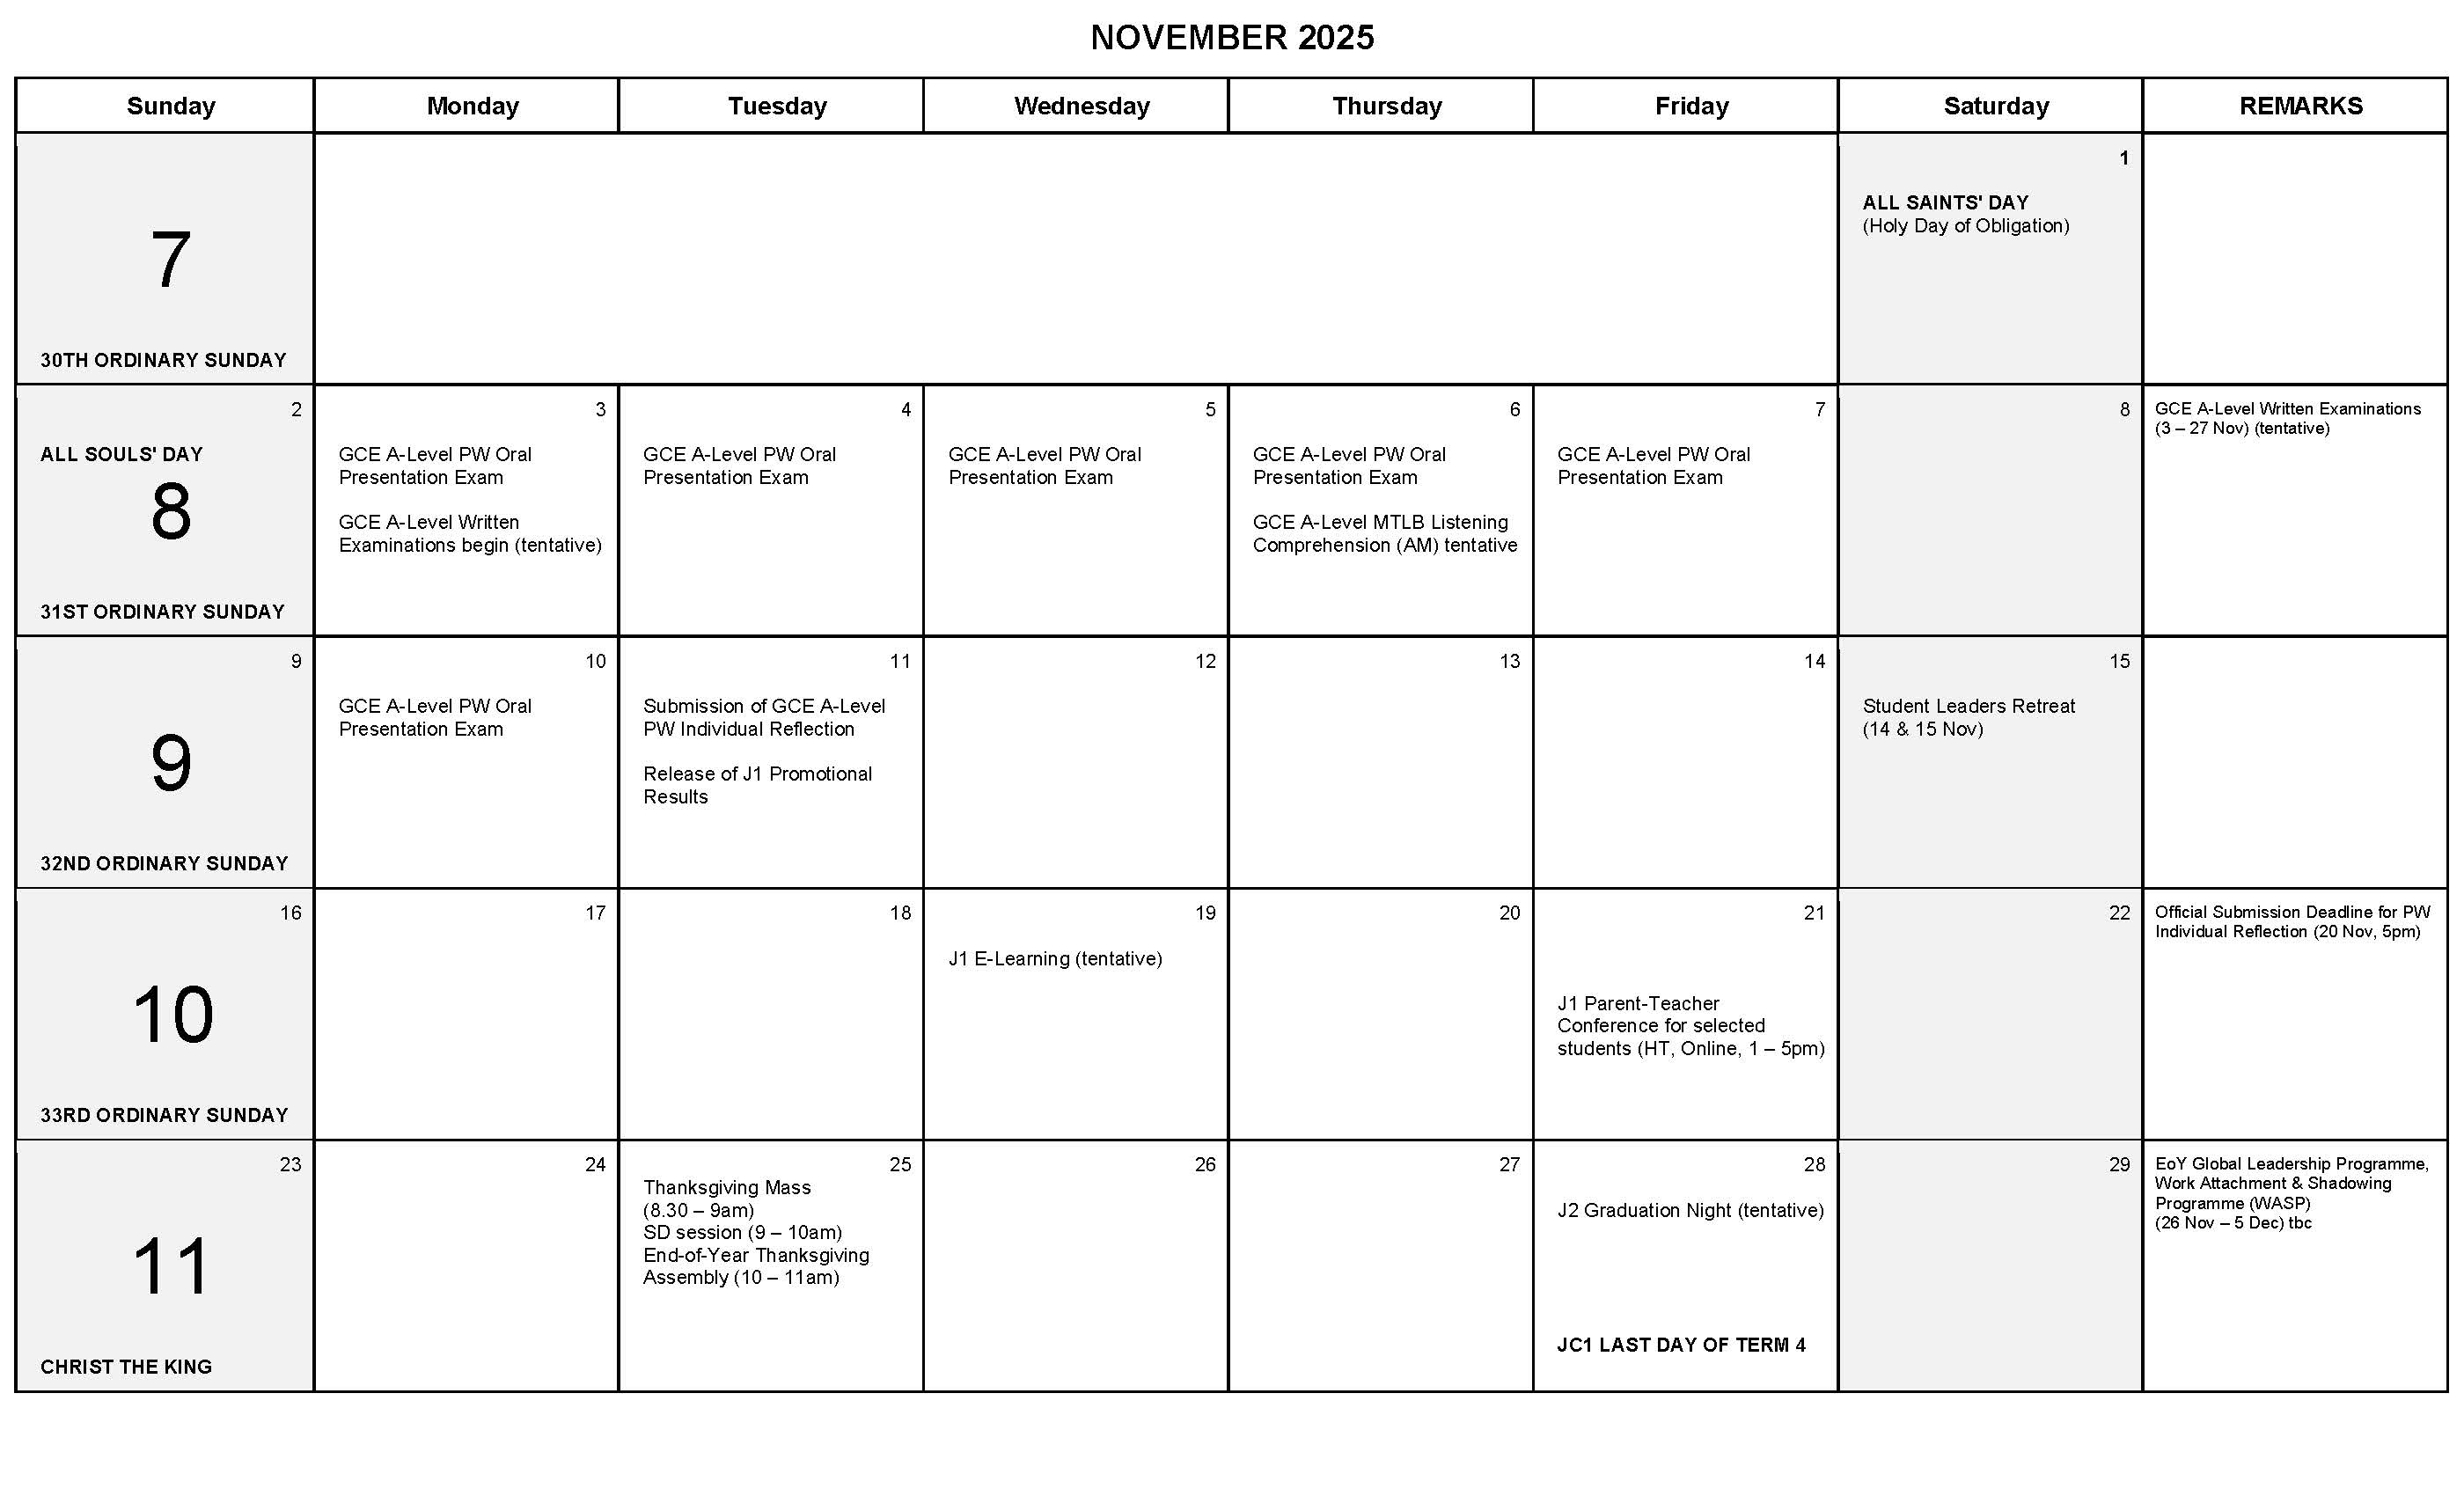 NOVEMBER 2025
Sunday
Monday
Tuesday
Wednesday
Thursday
Friday
Saturday
REMARKS
7
30TH ORDINARY SUNDAY
1
ALL SAINTS' DAY
(Holy Day of Obligation)
2
ALL SOULS' DAY
8
31ST ORDINARY SUNDAY
3
GCE A-Level PW Oral
Presentation Exam
GCE A-Level Written
Examinations begin (tentative)
4
GCE A-Level PW Oral
Presentation Exam
5
GCE A-Level PW Oral
Presentation Exam
6
GCE A-Level PW Oral
Presentation Exam
GCE A-Level MTLB Listening
Comprehension (AM) tentative
7
GCE A-Level PW Oral
Presentation Exam
8
GCE A-Level Written Examinations
(3 – 27 Nov) (tentative)
9
9
32ND ORDINARY SUNDAY
10
GCE A-Level PW Oral
Presentation Exam
11
Submission of GCE A-Level
PW Individual Reflection
Release of J1 Promotional
Results
12
13
14
15
Student Leaders Retreat
(14 & 15 Nov)
16
10
33RD ORDINARY SUNDAY
17
18
19
J1 E-Learning (tentative)
20
21
J1 Parent-Teacher
Conference for selected
students (HT, Online, 1 – 5pm)
22
Official Submission Deadline for PW
Individual Reflection (20 Nov, 5pm)
23
11
CHRIST THE KING
24
25
Thanksgiving Mass
(8.30 – 9am)
SD session (9 – 10am)
End-of-Year Thanksgiving
Assembly (10 – 11am)
26
27
28
J2 Graduation Night (tentative)
JC1 LAST DAY OF TERM 4
29
EoY Global Leadership Programme,
Work Attachment & Shadowing
Programme (WASP)
(26 Nov – 5 Dec) tbc